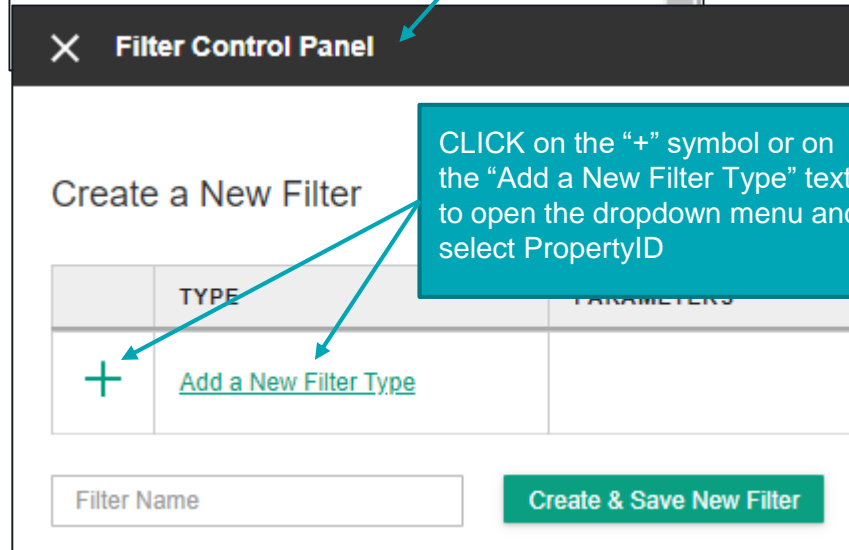 Filter Control Panel
CLICK on the “+” symbol or on
the “Add a New Filter Type” text
to open the dropdown menu and
select PropertyID
Create a New Filter
TYPE PARAMETERS
Add a New Filter Type
Filter Name Create & Save New Filter